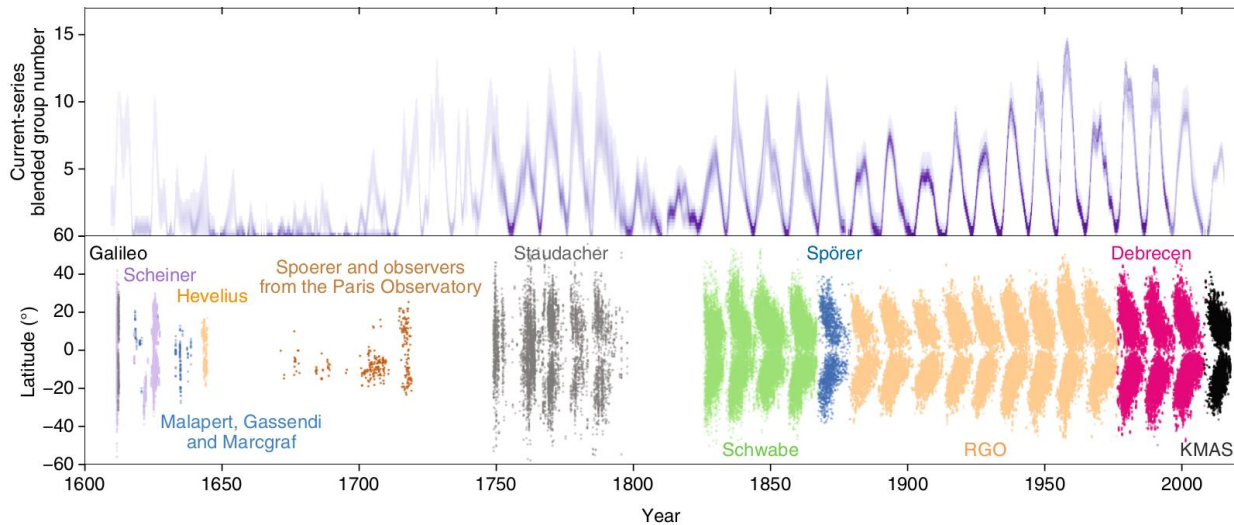 Current-series
blended group number
15
10
5
60
40
20
0
–20
–40
–60
Latitude (°)
Galileo
Scheiner
Hevelius
Spoerer and observers
from the Paris Observatory
Staudacher
Spörer
Debrecen
Malapert, Gassendi
and Marcgraf
Schwabe
RGO
KMAS
1600
1650
1700
1750
1800
1850
1900
1950
2000
Year